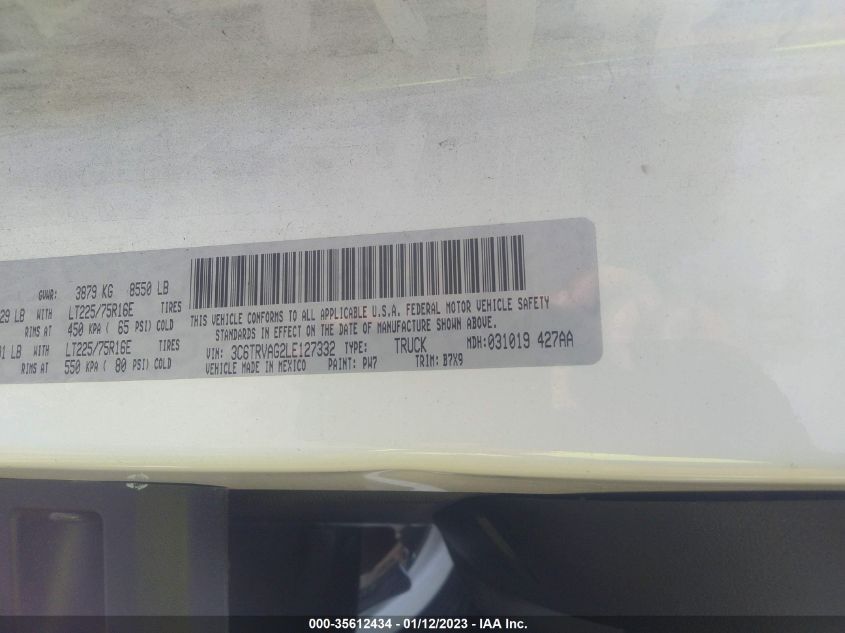 GVWR: 3879 KG 8550 LB
29 LB WITH LT225/75R16E TIRES
RIMS AT 450 KPA ( 65 PSI) COLD
1 LB WITH LT225/75R16E TIRES
RIMS AT 550 KPA ( 80 PSI) COLD
THIS VEHICLE CONFORMS TO ALL APPLICABLE U.S.A. FEDERAL MOTOR VEHICLE SAFETY
STANDARDS IN EFFECT ON THE DATE OF MANUFACTURE SHOWN ABOVE.
VIN: 3C6TRVAG2LE127332 TYPE: TRUCK MDH: 031019 427AA
VEHICLE MADE IN MEXICO PAINT: PW7 TRIM: B7X9
000-35612434 - 01/12/2023 - IAA Inc.